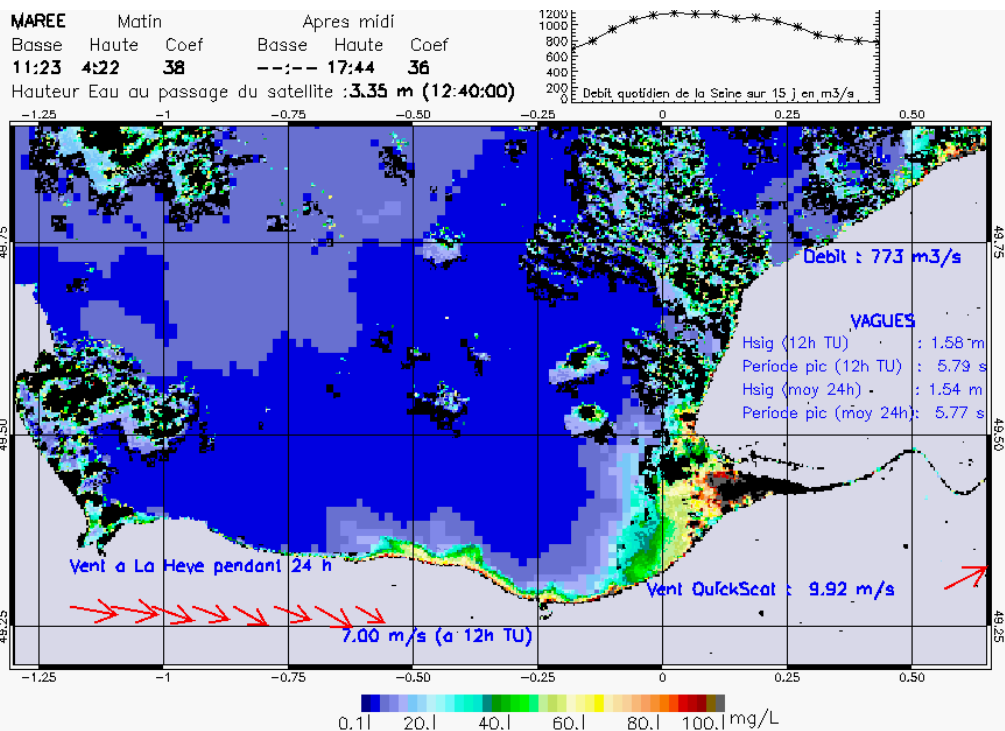 MAREE Matin Apres midi
Basse Haute Coef Basse Haute Coef
11:23 4:22 38 --:-- 17:44 36
Hauteur Eau au passage du satellite :3.35 m (12:40:00)
1200
1000
800
600
400
200
0
Debit quotidien de la Seine sur 15 j en m3/s
-1.25 -1.00 -0.75 -0.50 -0.25 0 0.25 0.50
49.75 49.75
Debit : 773 m3/s
VAGUES
Hsig (12h TU) : 1.58 m
Periode pic (12h TU) : 5.79 s
Hsig (moy 24h) : 1.54 m
Periode pic (moy 24h): 5.77 s
49.50 49.50
Vent a La Heve pendant 24 h
Vent QuickScat : 9.92 m/s
49.25 49.25
7.00 m/s (a 12h TU)
-1.25 -1.00 -0.75 -0.50 -0.25 0 0.25 0.50
0.1 20.1 40.1 60.1 80.1 100.1 mg/L